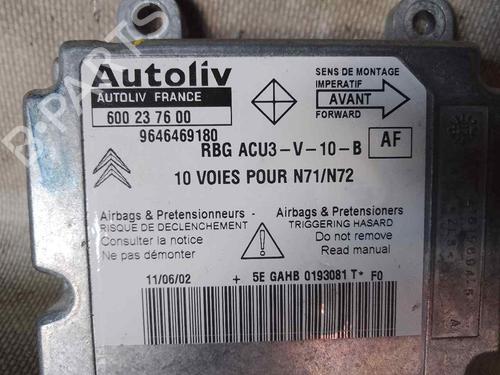 B-PARTS
Autoliv
AUTOLIV FRANCE
600 23 76 00
9646469180
SENS DE MONTAGE
IMPERATIF
AVANT
FORWARD
RBG ACU3-V-10-B
AF
10 VOIES POUR N71/N72
Airbags & Pretensionneurs
RISQUE DE DECLENCHEMENT
Consulter la notice
Ne pas démonter
Airbags & Pretensioners
TRIGGERING HASARD
Do not remove
Read manual
11/06/02 + 5E GAHB 0193081 T* F0